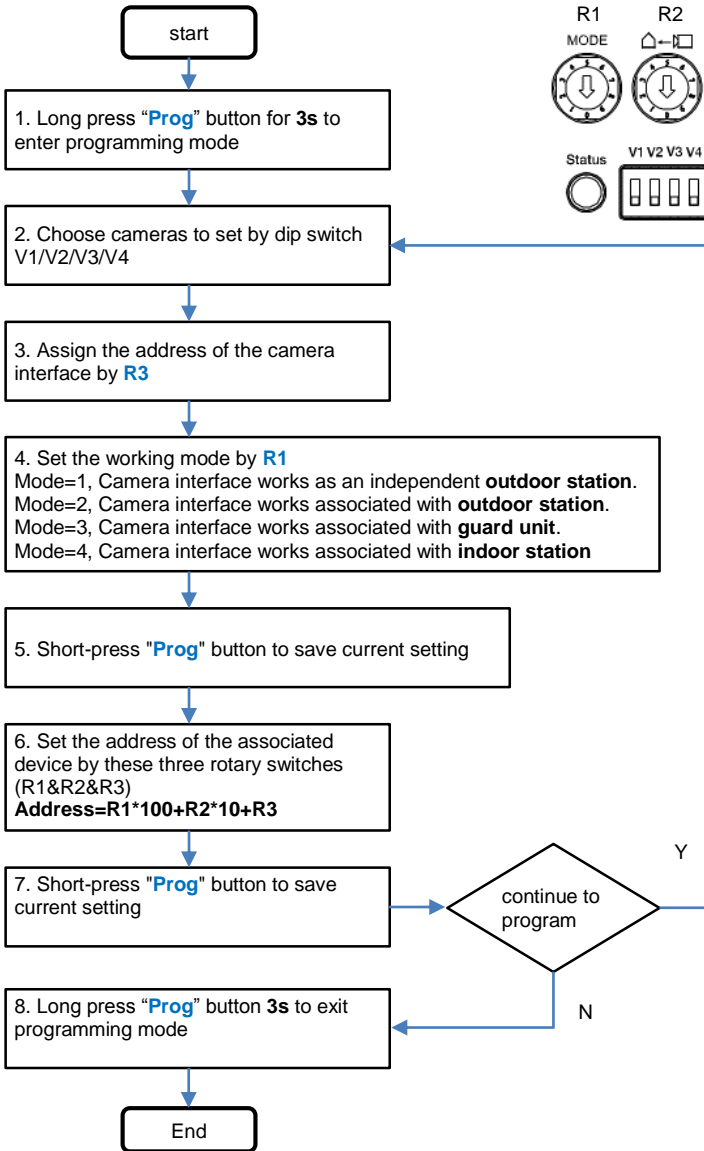 start
R1 R2
MODE
1. Long press “Prog” button for 3s to
enter programming mode
Status
V1 V2 V3 V4
2. Choose cameras to set by dip switch
V1/V2/V3/V4
3. Assign the address of the camera
interface by R3
4. Set the working mode by R1
Mode=1, Camera interface works as an independent outdoor station.
Mode=2, Camera interface works associated with outdoor station.
Mode=3, Camera interface works associated with guard unit.
Mode=4, Camera interface works associated with indoor station
5. Short-press "Prog" button to save current setting
6. Set the address of the associated
device by these three rotary switches
(R1&R2&R3)
Address=R1*100+R2*10+R3
7. Short-press "Prog" button to save
current setting
continue to
program
Y
N
8. Long press “Prog” button 3s to exit
programming mode
End